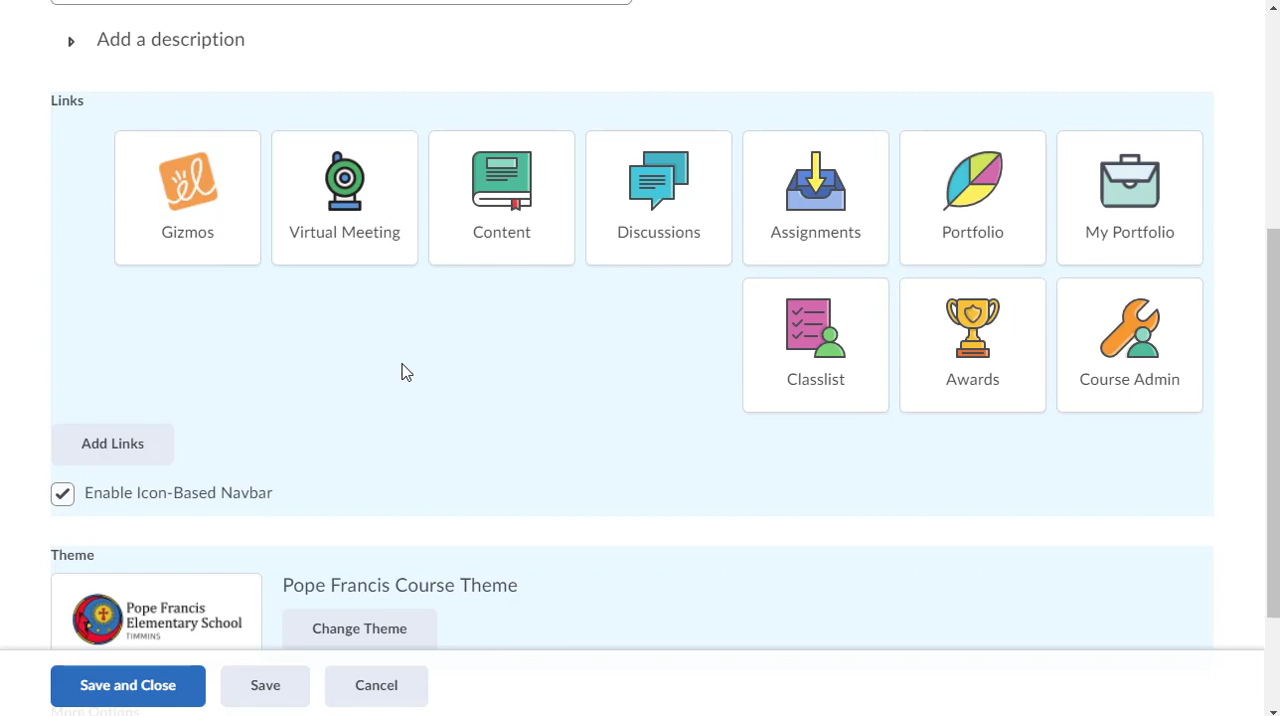 Add a description
Links
Gizmos
Virtual Meeting
Content
Discussions
Assignments
Portfolio
My Portfolio
Classlist
Awards
Course Admin
Add Links
Enable Icon-Based Navbar
Theme
Pope Francis
Elementary School
TIMMINS
Pope Francis Course Theme
Change Theme
Save and Close
Save
Cancel
More Options